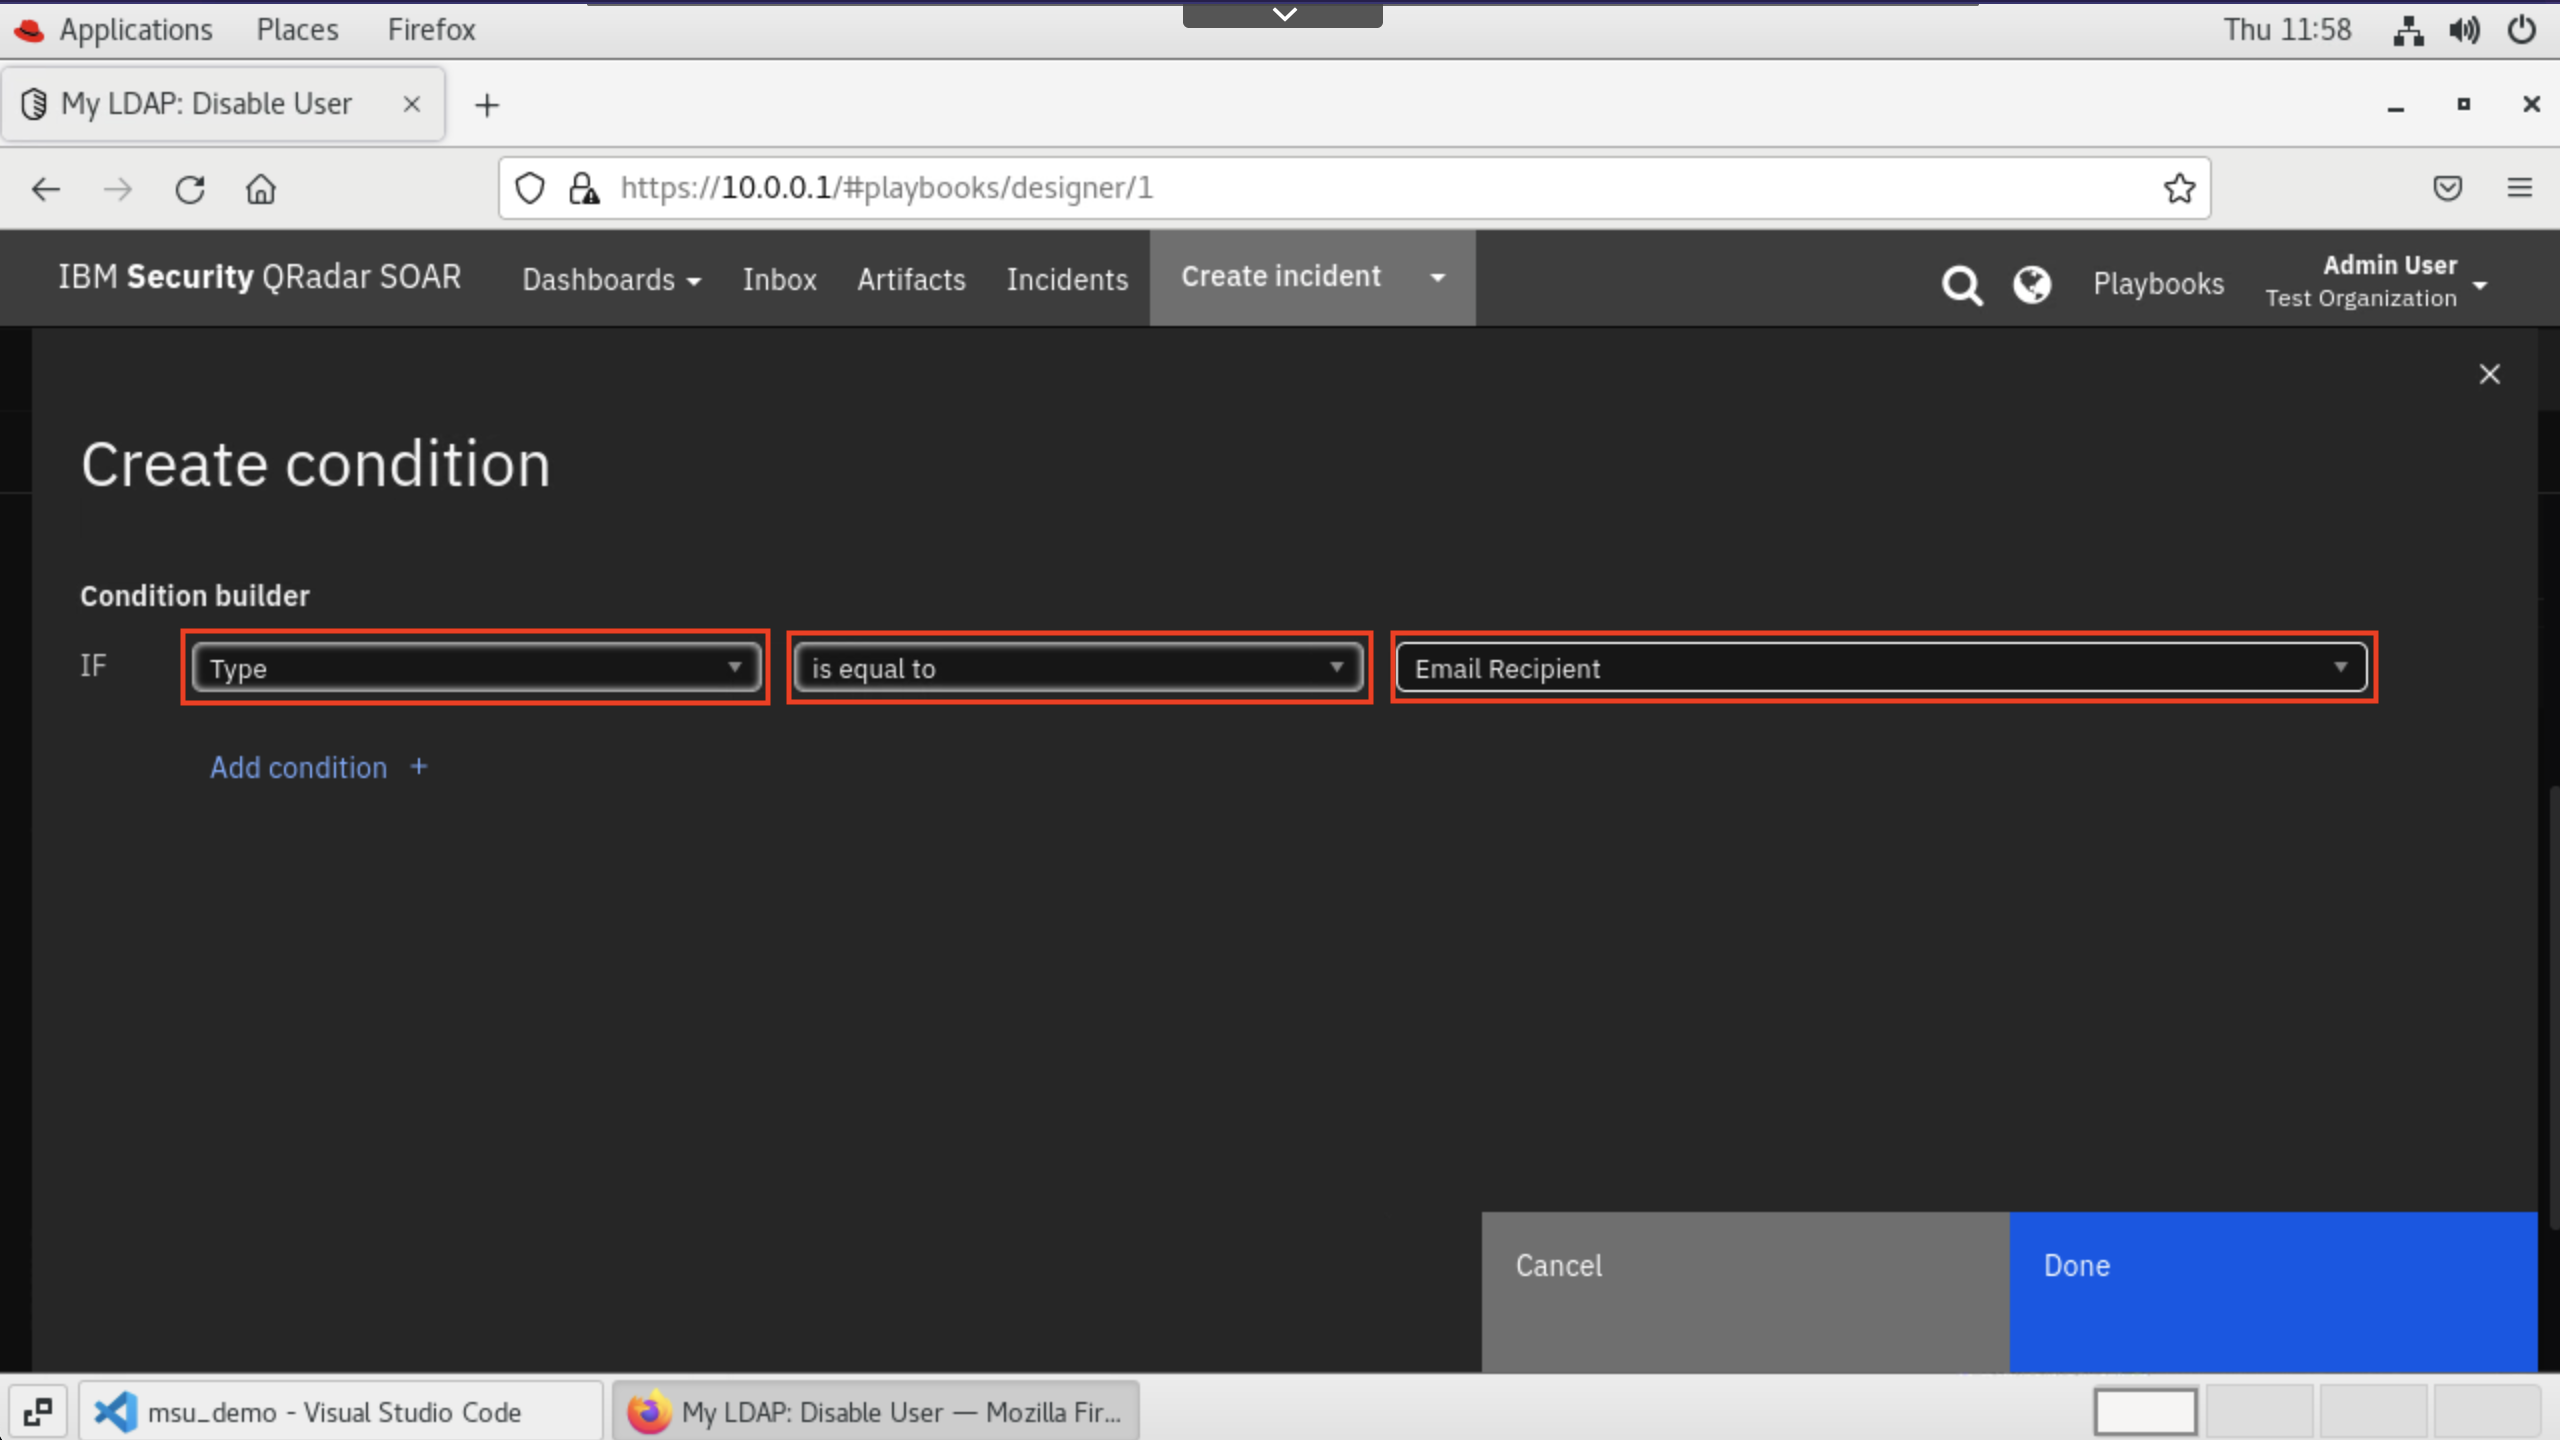 Applications Places Firefox Thu 11:58
My LDAP: Disable User
https://10.0.0.1/#playbooks/designer/1
IBM Security QRadar SOAR Dashboards Inbox Artifacts Incidents Create incident Playbooks Admin User
Test Organization
Create condition
Condition builder
IF Type is equal to Email Recipient
Add condition +
Cancel Done
msu_demo - Visual Studio Code My LDAP: Disable User — Mozilla Fir...